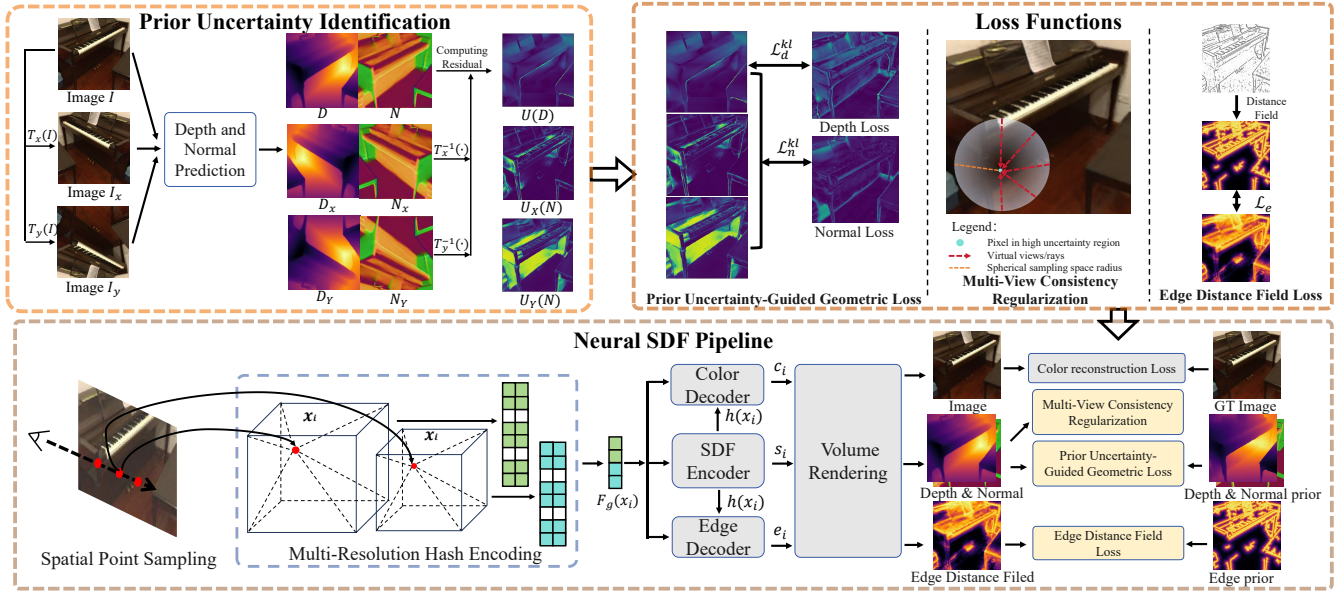 Prior Uncertainty Identification
Image I
T_x(I)
Image I_x
T_y(I)
Image I_y
Depth and
Normal
Prediction
D
N
D_x
N_x
D_Y
N_Y
Computing
Residual
T_x^{-1}(·)
T_y^{-1}(·)
U(D)
U_X(N)
U_Y(N)
Loss Functions
ℒ_d^{kl}
Depth Loss
ℒ_n^{kl}
Normal Loss
Prior Uncertainty-Guided Geometric Loss
Legend：
Pixel in high uncertainty region
Virtual views/rays
Spherical sampling space radius
Multi-View Consistency
Regularization
Distance
Field
ℒ_e
Edge Distance Field Loss
Neural SDF Pipeline
Spatial Point Sampling
x_i
x_i
Multi-Resolution Hash Encoding
F_g(x_i)
Color
Decoder
h(x_i)
SDF
Encoder
h(x_i)
Edge
Decoder
c_i
s_i
e_i
Volume
Rendering
Image
Depth & Normal
Edge Distance Filed
Color reconstruction Loss
Multi-View Consistency
Regularization
Prior Uncertainty-
Guided Geometric Loss
Edge Distance Field
Loss
GT Image
Depth & Normal prior
Edge prior